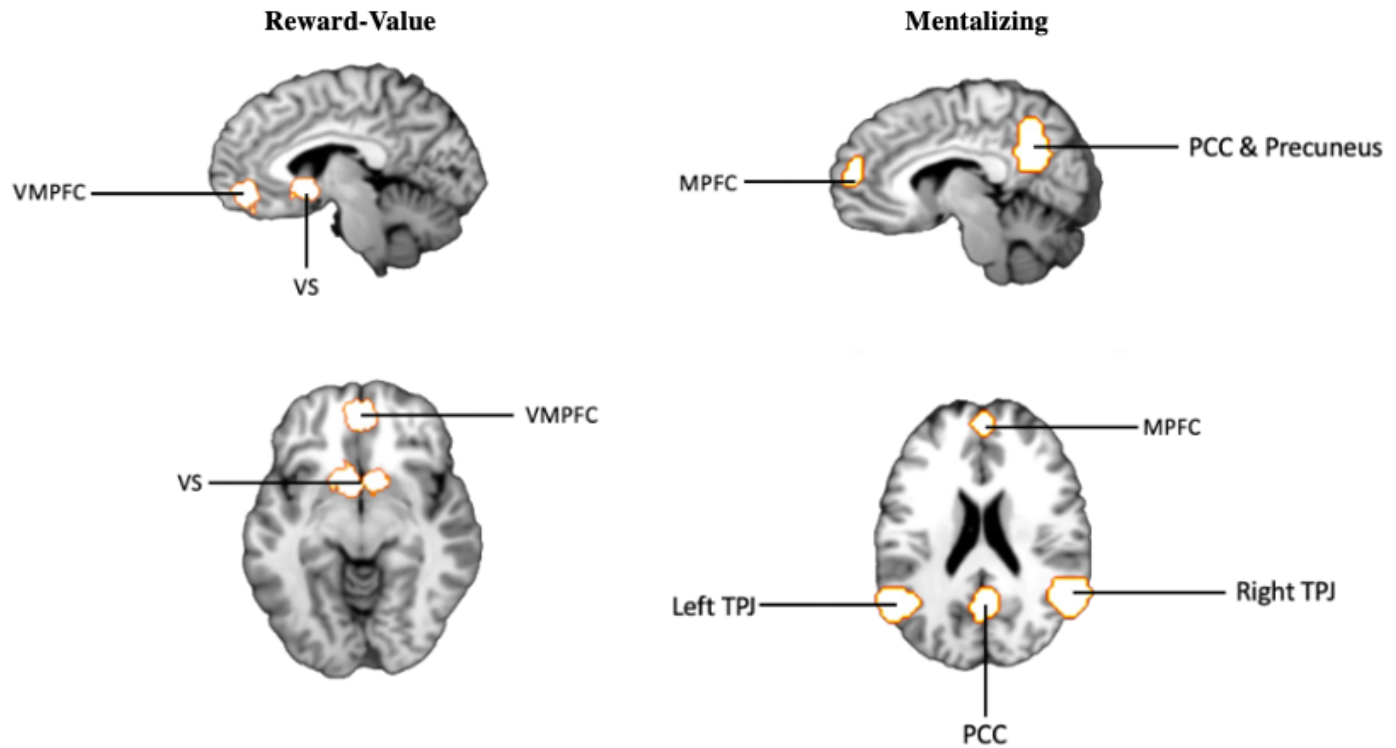 Reward-Value
Mentalizing
VMPFC
VS
MPFC
PCC & Precuneus
VMPFC
VS
MPFC
Left TPJ
Right TPJ
PCC